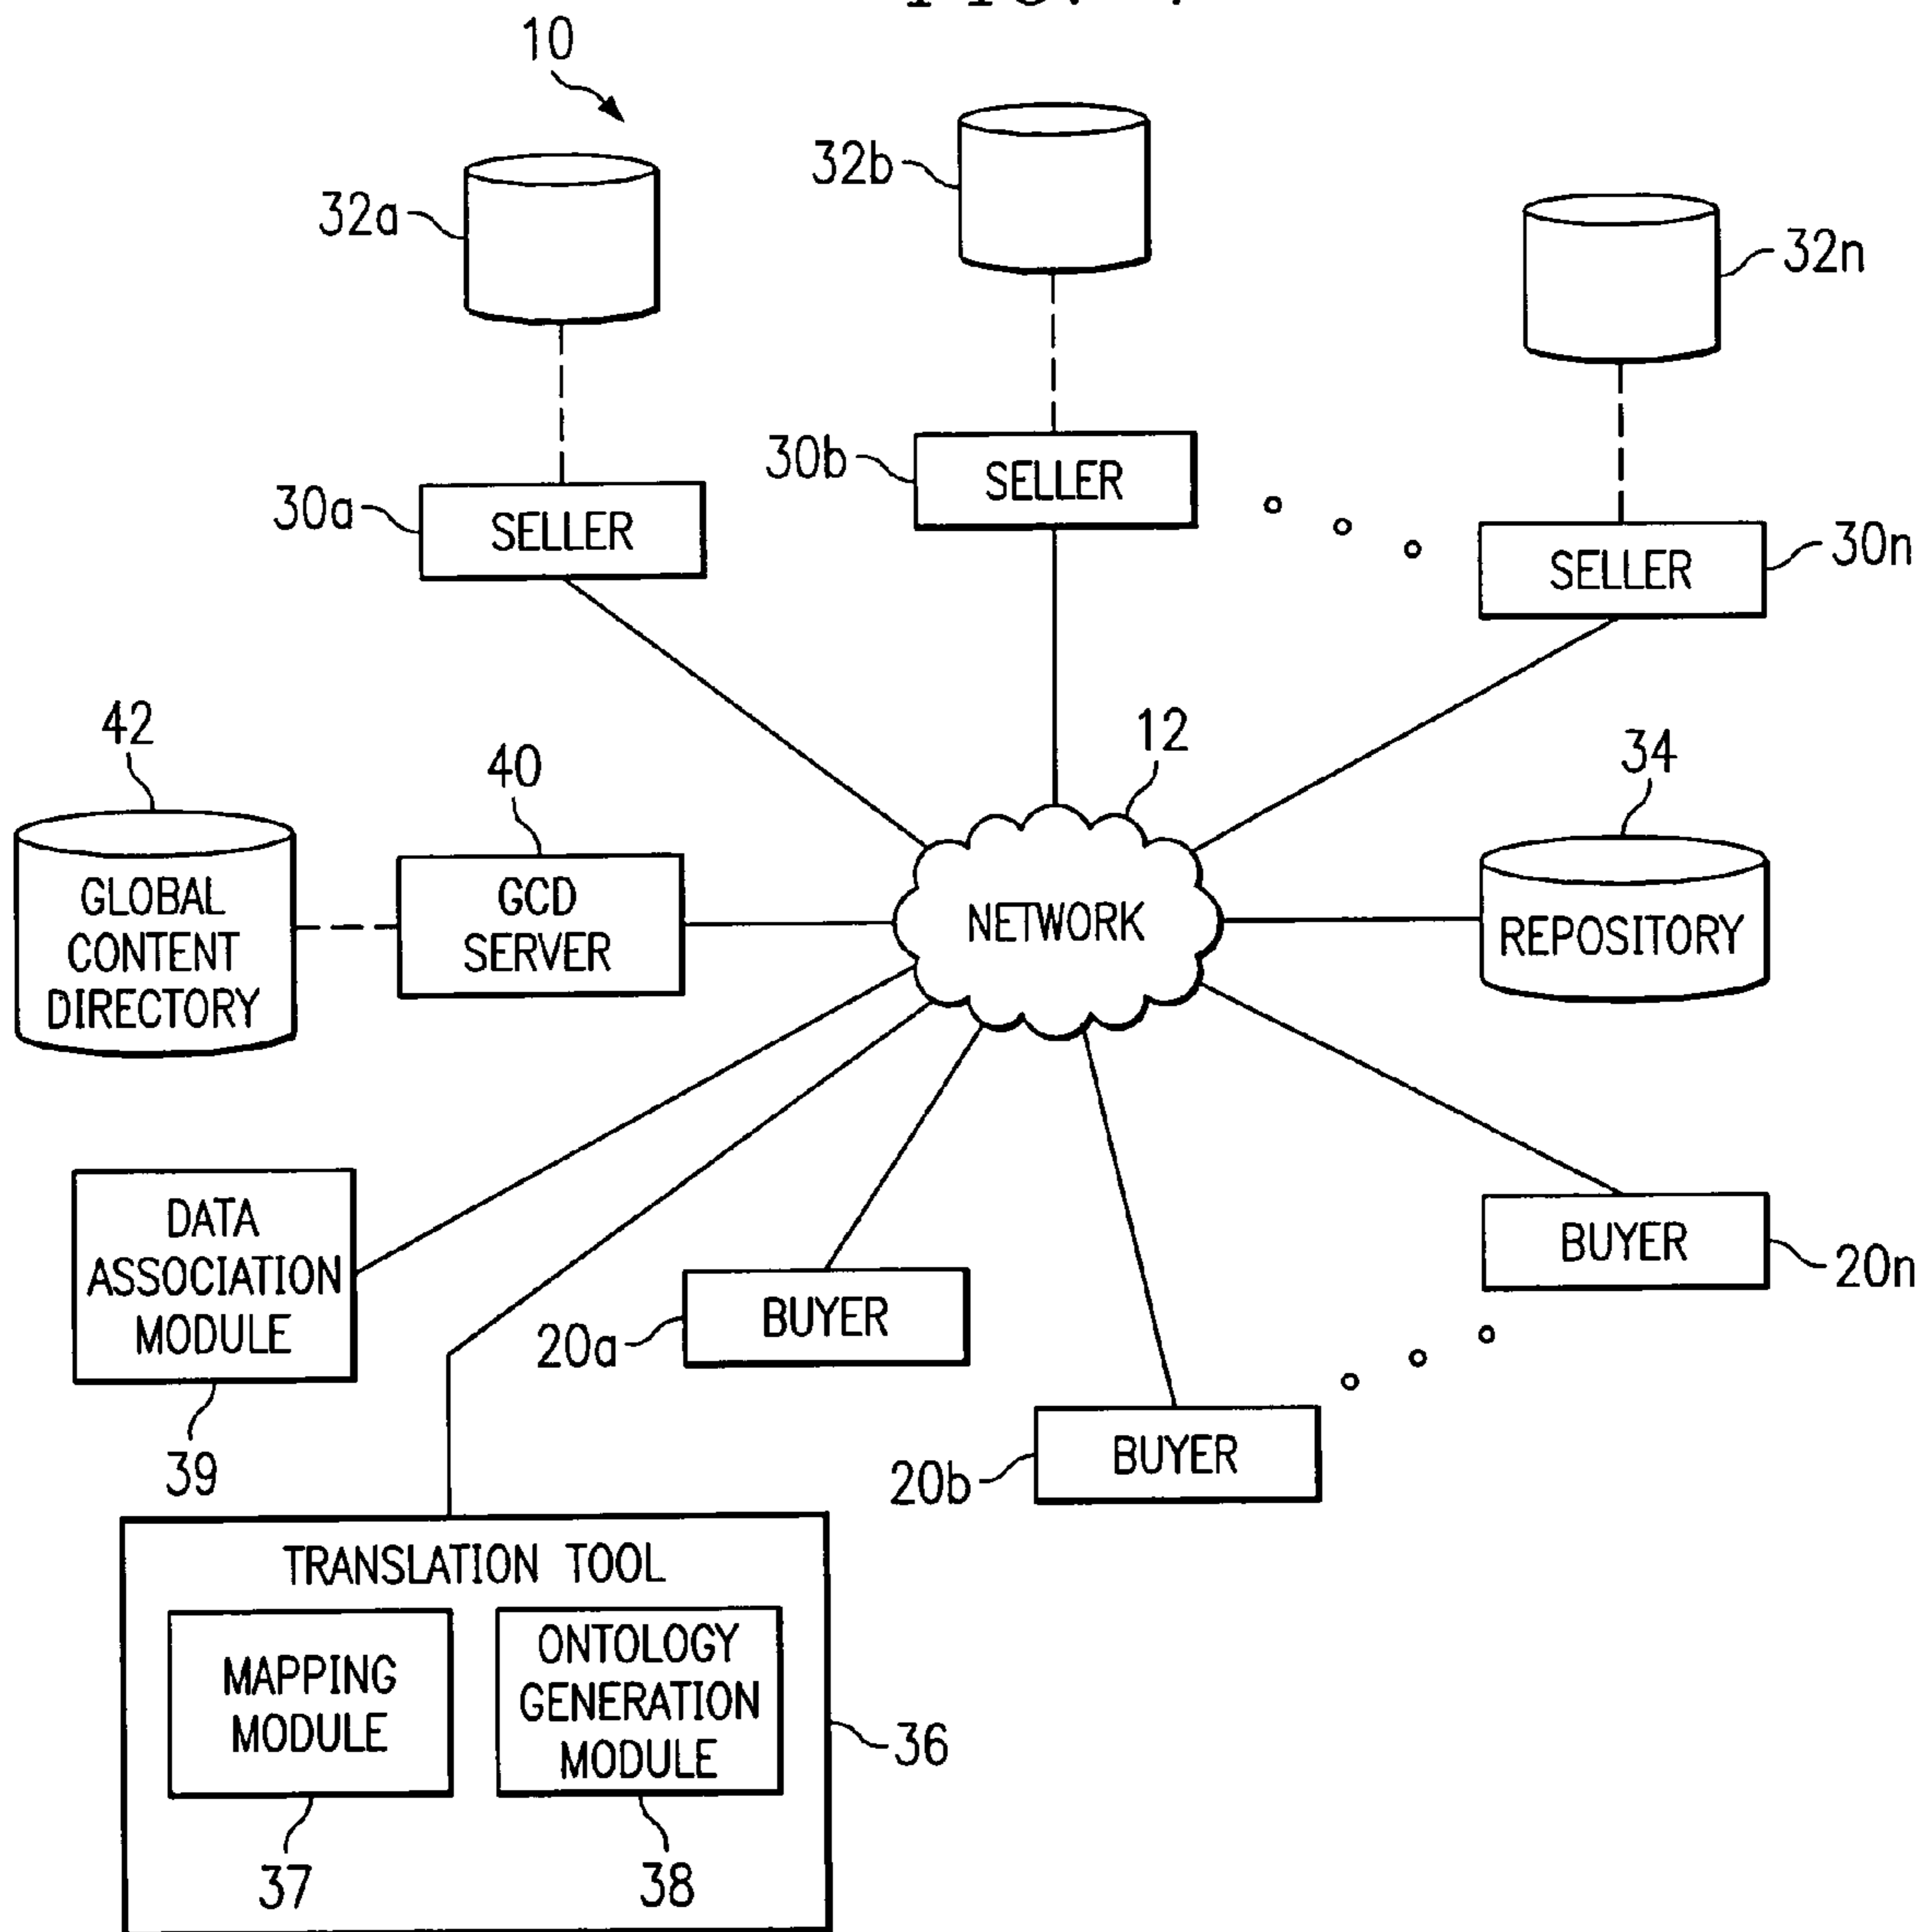 10
32a
32b
32n
30a
SELLER
30b
SELLER
30n
SELLER
42
GLOBAL
CONTENT
DIRECTORY
40
GCD
SERVER
12
NETWORK
34
REPOSITORY
DATA
ASSOCIATION
MODULE
39
20a
BUYER
20b
BUYER
BUYER
20n
TRANSLATION TOOL
MAPPING
MODULE
ONTOLOGY
GENERATION
MODULE
36
37
38